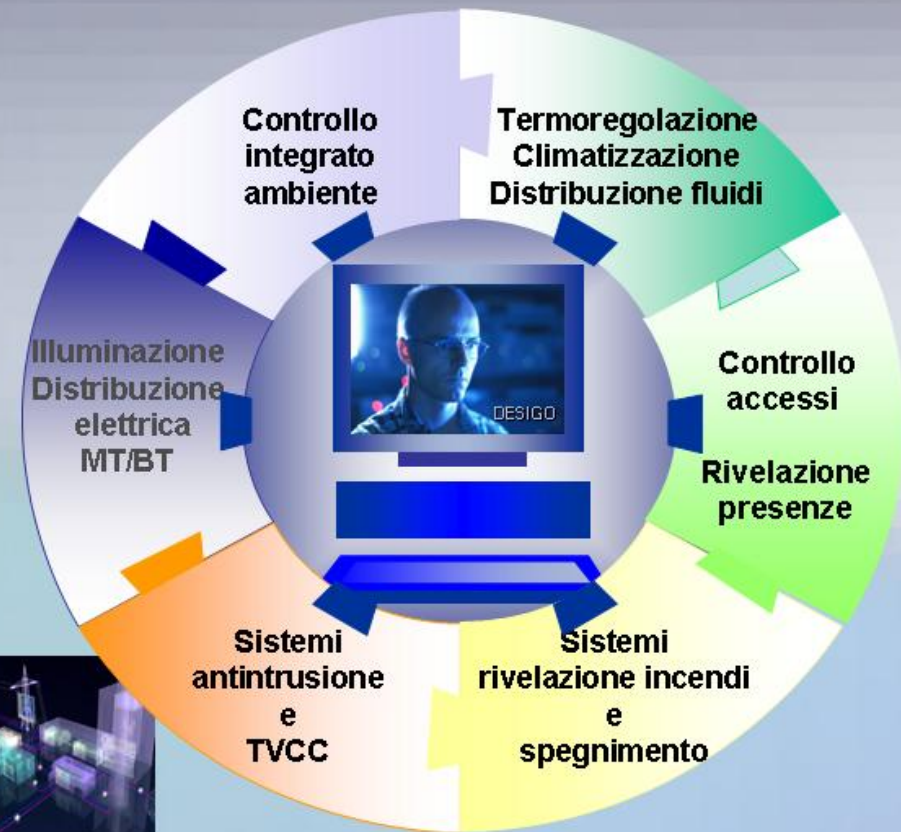 Controllo
integrato
ambiente
Termoregolazione
Climatizzazione
Distribuzione fluidi
Controllo
accessi
Rivelazione
presenze
Sistemi
rivelazione incendi
e
spegnimento
Sistemi
antintrusione
e
TVCC
Illuminazione
Distribuzione
elettrica
MT/BT
DESIGO